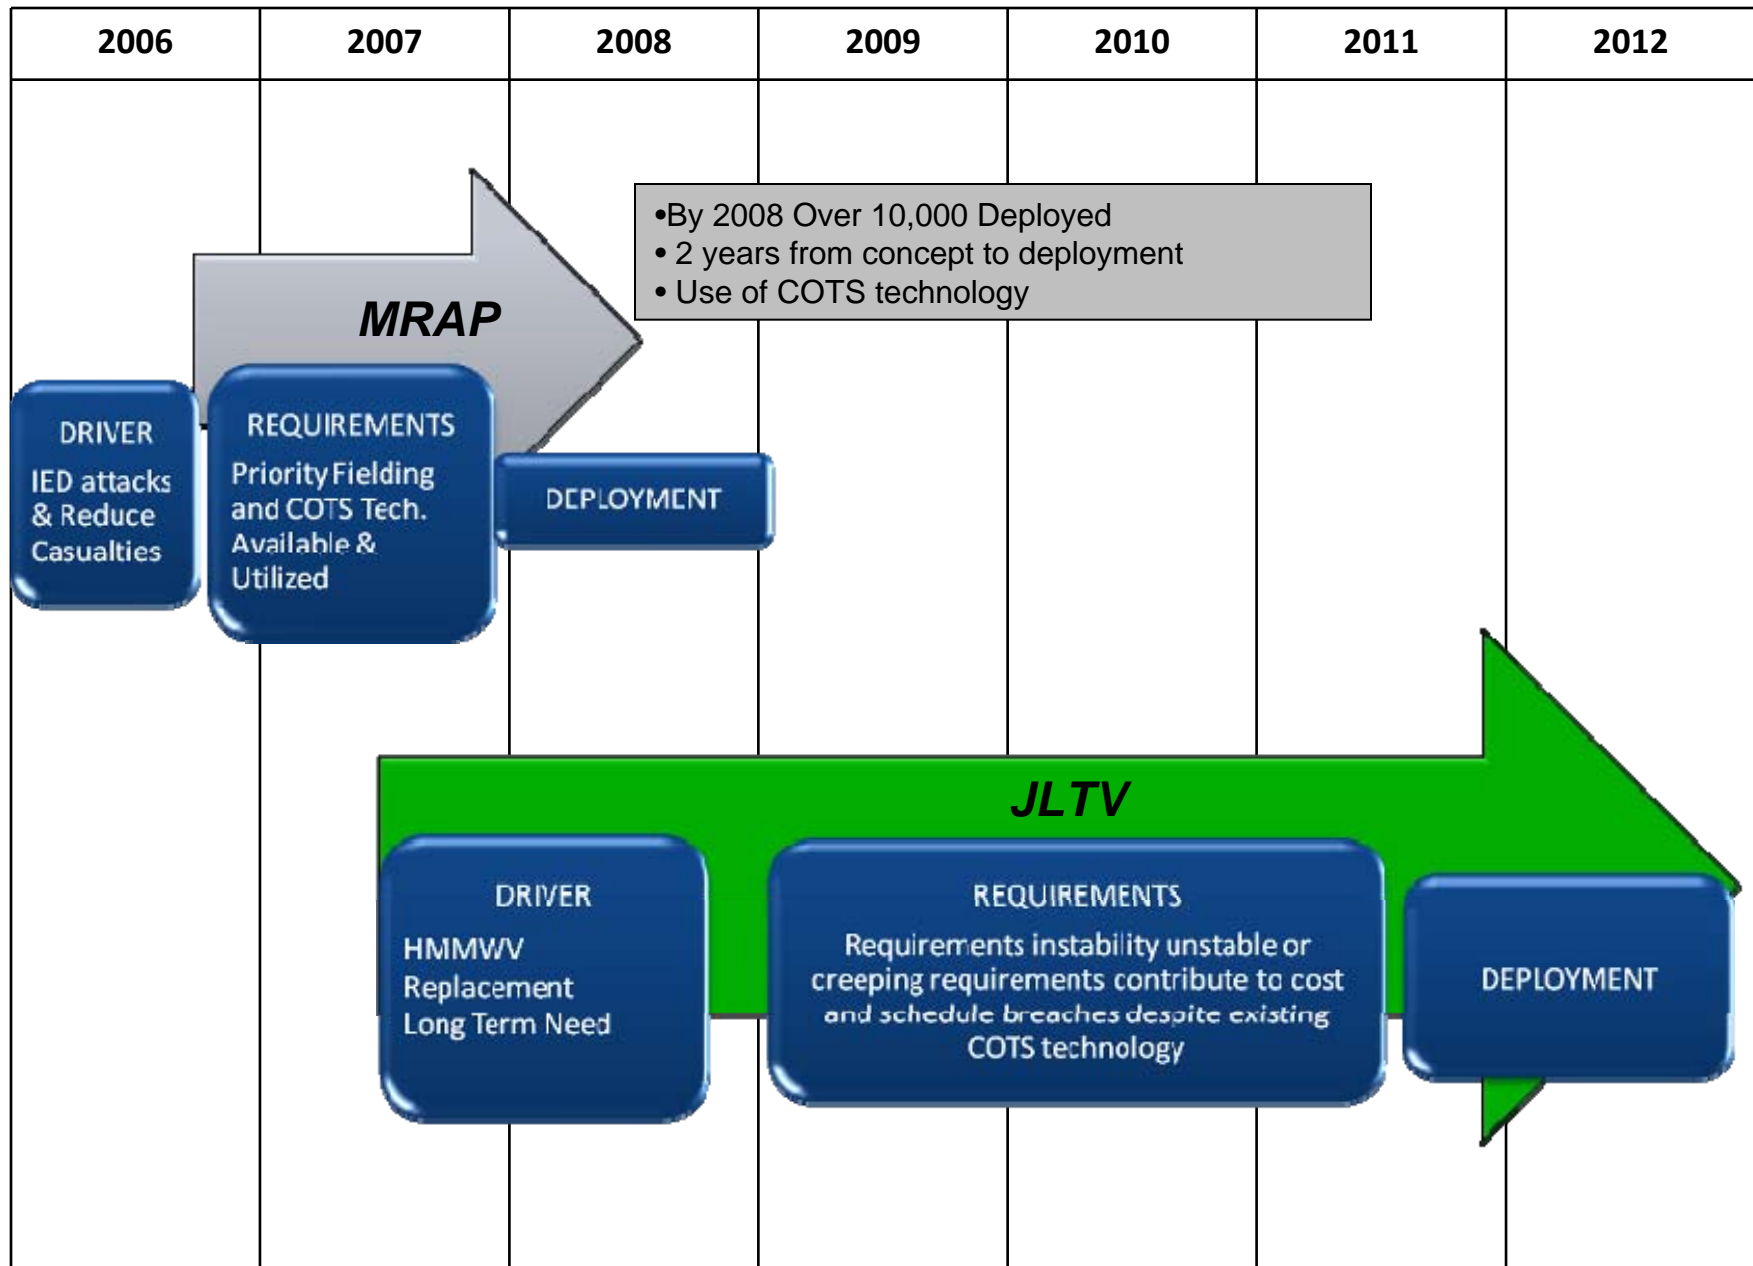 2006 2007 2008 2009 2010 2011 2012
•By 2008 Over 10,000 Deployed
• 2 years from concept to deployment
• Use of COTS technology
MRAP
DRIVER
IED attacks
& Reduce
Casualties
REQUIREMENTS
Priority Fielding
and COTS Tech.
Available &
Utilized
DEPLOYMENT
JLTV
DRIVER
HMMWV
Replacement
Long Term Need
REQUIREMENTS
Requirements instability unstable or
creeping requirements contribute to cost
and schedule breaches despite existing
COTS technology
DEPLOYMENT